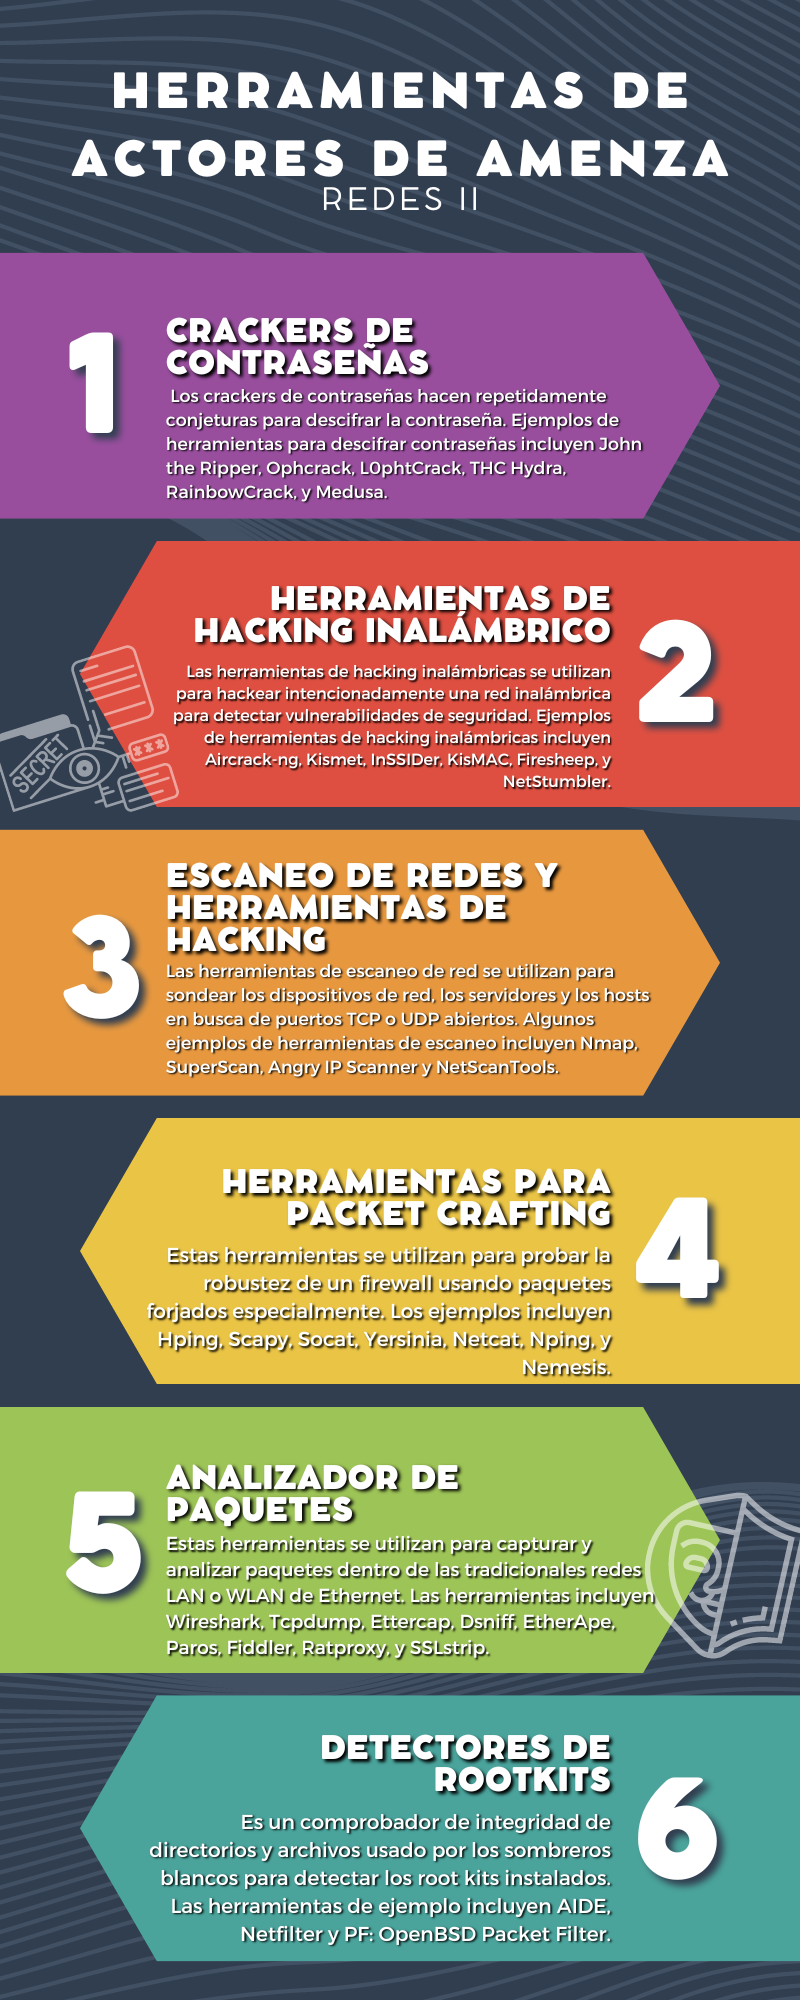 HERRAMIENTAS DE
ACTORES DE AMENZA
REDES II
1
CRACKERS DE
CONTRASEÑAS
Los crackers de contraseñas hacen repetidamente
conjeturas para descifrar la contraseña. Ejemplos de
herramientas para descifrar contraseñas incluyen John
the Ripper, Ophcrack, L0phtCrack, THC Hydra,
RainbowCrack, y Medusa.
HERRAMIENTAS DE
HACKING INALÁMBRICO
2
Las herramientas de hacking inalámbricas se utilizan
para hackear intencionadamente una red inalámbrica
para detectar vulnerabilidades de seguridad. Ejemplos
de herramientas de hacking inalámbricas incluyen
Aircrack-ng, Kismet, InSSIDer, KisMAC, Firesheep, y
NetStumbler.
SECRET
***
3
ESCANEO DE REDES Y
HERRAMIENTAS DE
HACKING
Las herramientas de escaneo de red se utilizan para
sondear los dispositivos de red, los servidores y los hosts
en busca de puertos TCP o UDP abiertos. Algunos
ejemplos de herramientas de escaneo incluyen Nmap,
SuperScan, Angry IP Scanner y NetScanTools.
HERRAMIENTAS PARA
PACKET CRAFTING
4
Estas herramientas se utilizan para probar la
robustez de un firewall usando paquetes
forjados especialmente. Los ejemplos incluyen
Hping, Scapy, Socat, Yersinia, Netcat, Nping, y
Nemesis.
5
ANALIZADOR DE
PAQUETES
Estas herramientas se utilizan para capturar y
analizar paquetes dentro de las tradicionales redes
LAN o WLAN de Ethernet. Las herramientas incluyen
Wireshark, Tcpdump, Ettercap, Dsniff, EtherApe,
Paros, Fiddler, Ratproxy, y SSLstrip.
DETECTORES DE
ROOTKITS
6
Es un comprobador de integridad de
directorios y archivos usado por los sombreros
blancos para detectar los root kits instalados.
Las herramientas de ejemplo incluyen AIDE,
Netfilter y PF: OpenBSD Packet Filter.